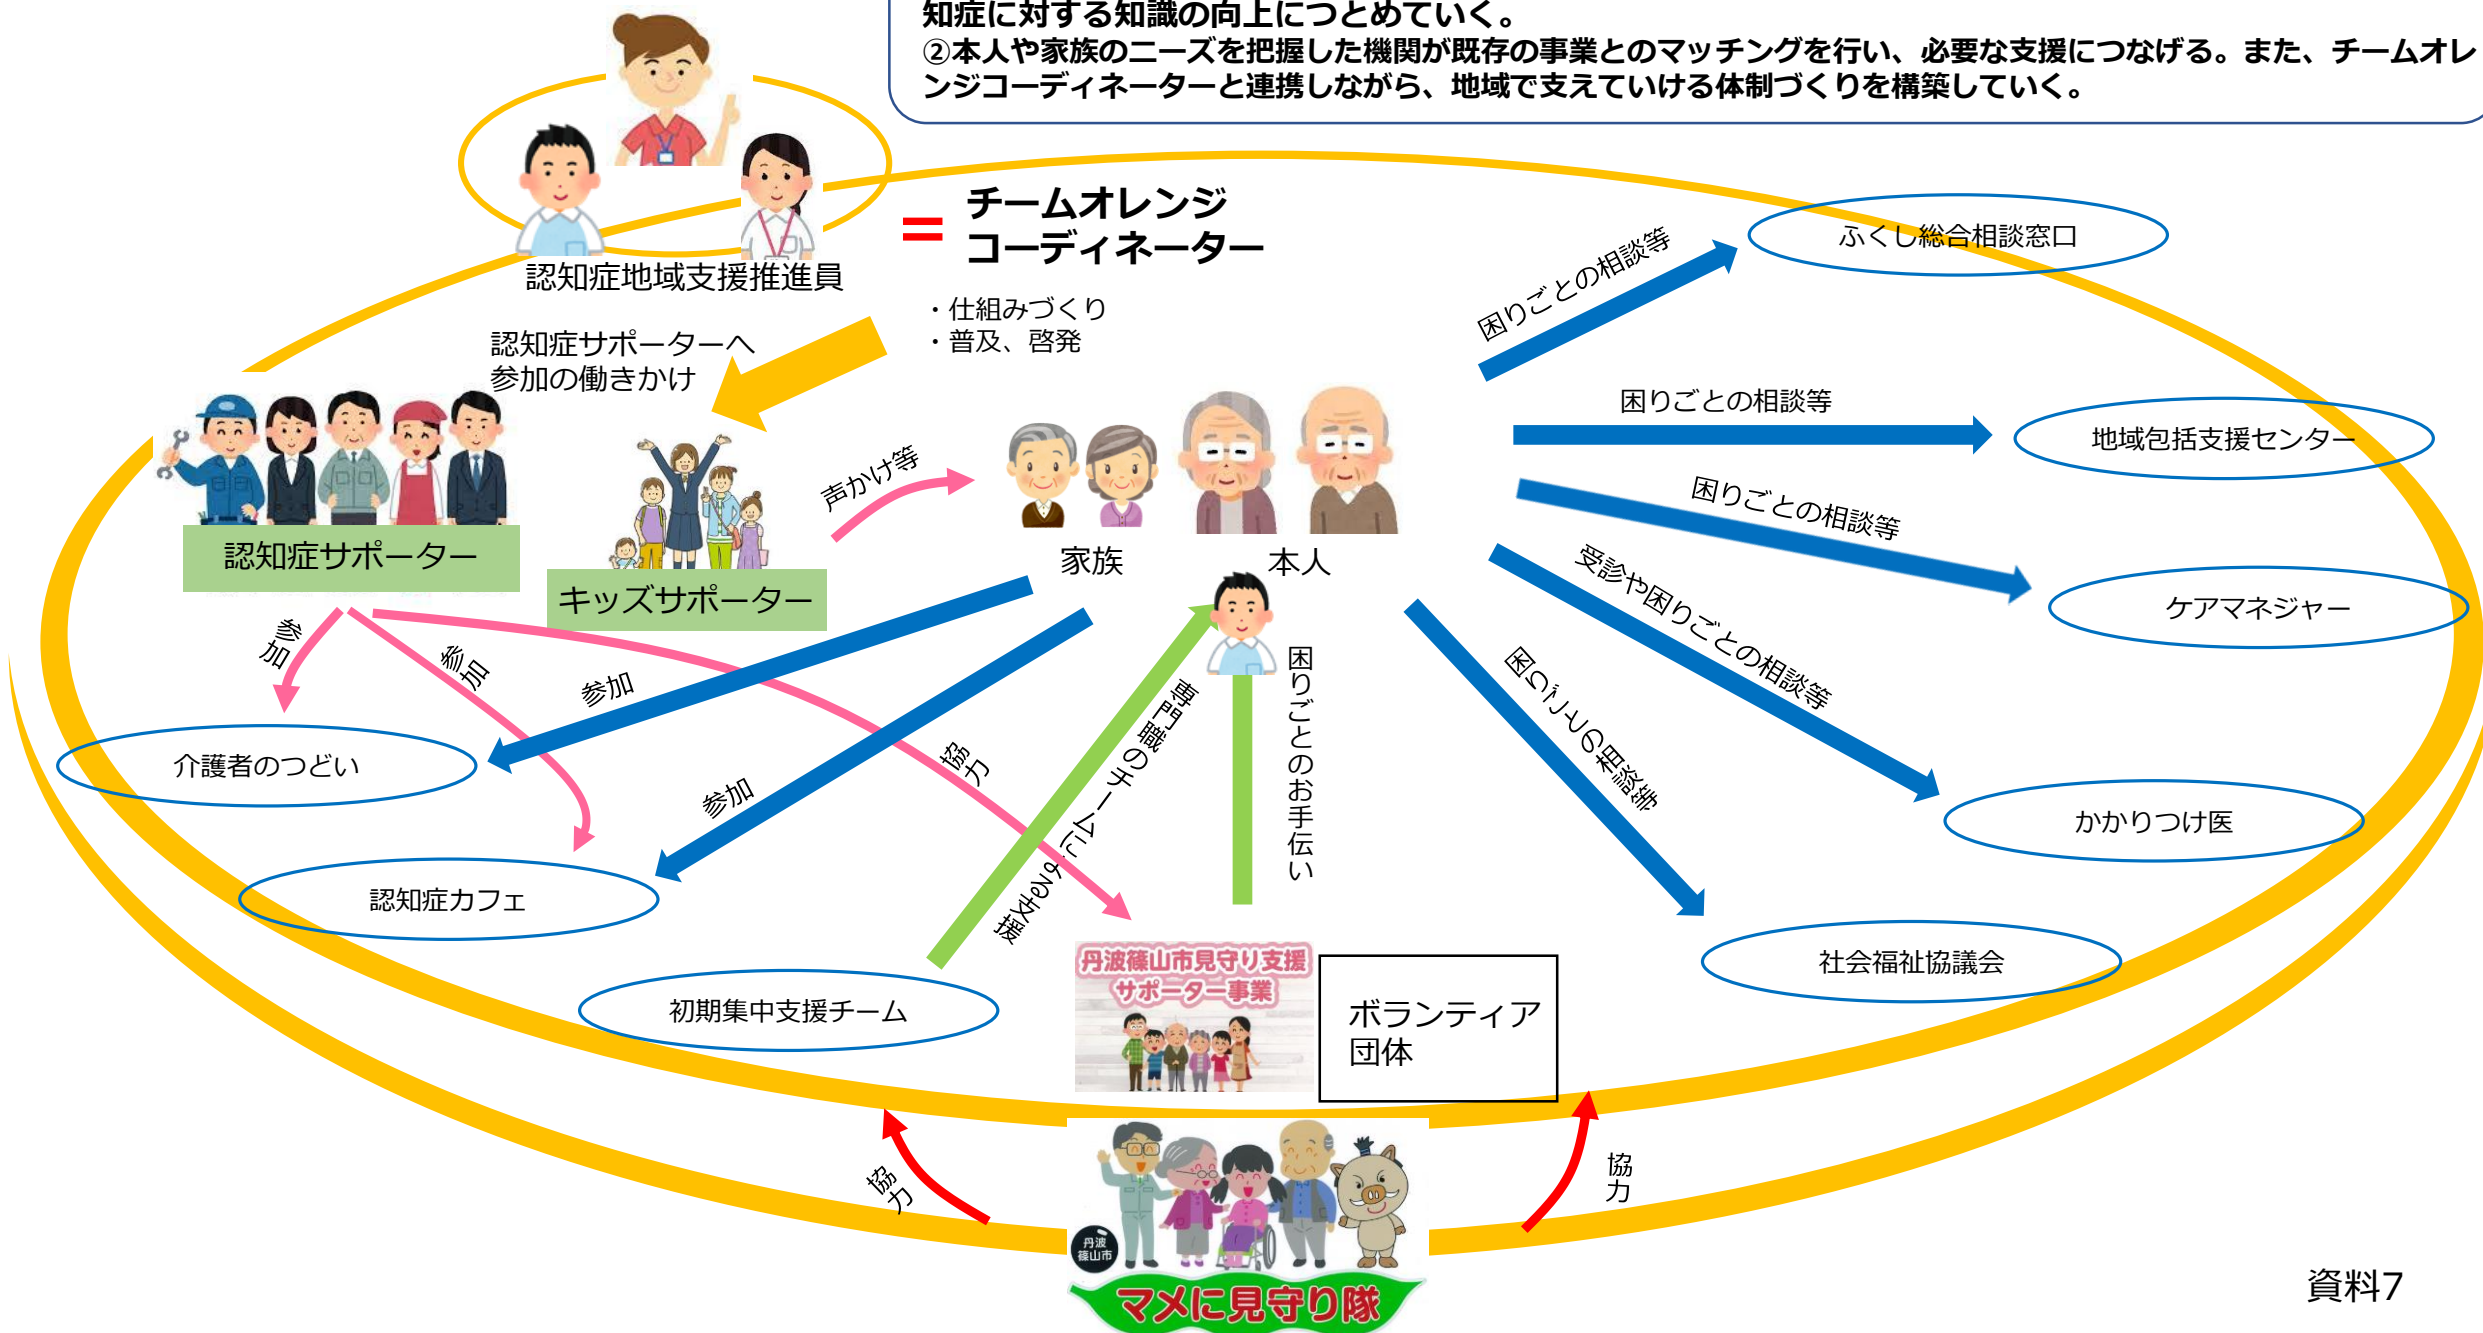 知症に対する知識の向上につとめていく。
②本人や家族のニーズを把握した機関が既存の事業とのマッチングを行い、必要な支援につなげる。また、チームオレ
ンジコーディネーターと連携しながら、地域で支えていける体制づくりを構築していく。
=
チームオレンジ
コーディネーター
認知症地域支援推進員
・仕組みづくり
・普及、啓発
認知症サポーターへ
参加の働きかけ
ふくし総合相談窓口
困りごとの相談等
困りごとの相談等
地域包括支援センター
困りごとの相談等
ケアマネジャー
受診や困りごとの相談等
かかりつけ医
困りごとの相談等
社会福祉協議会
声かけ等
家族
本人
認知症サポーター
キッズサポーター
参加
参加
参加
参加
協力
介護者のつどい
認知症カフェ
初期集中支援チーム
専門職のチームによる支援
困りごとのお手伝い
丹波篠山市見守り支援
サポーター事業
ボランティア
団体
協力
協力
丹波
篠山市
マメに見守り隊
資料7